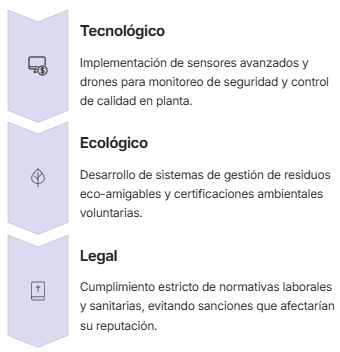 Tecnológico
Implementación de sensores avanzados y
drones para monitoreo de seguridad y control
de calidad en planta.
Ecológico
Desarrollo de sistemas de gestión de residuos
eco-amigables y certificaciones ambientales
voluntarias.
Legal
Cumplimiento estricto de normativas laborales
y sanitarias, evitando sanciones que afectarían
su reputación.